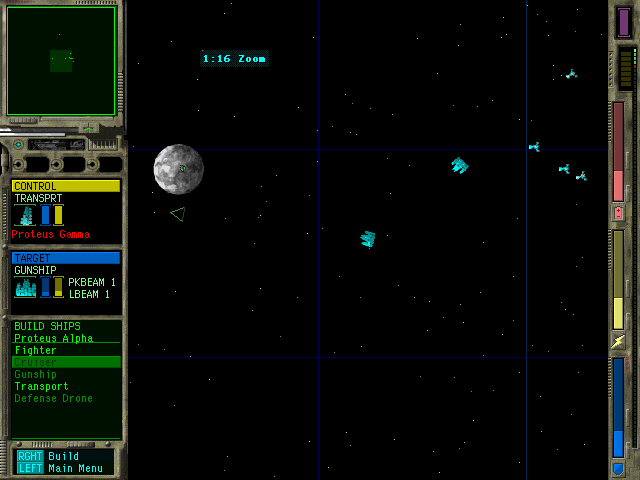 1:16 Zoom
CONTROL
TRANSPRT
Proteus Gamma
TARGET
GUNSHIP
PKBEAM 1
LBEAM 1
BUILD SHIPS
Proteus Alpha
Fighter
Cruiser
Gunship
Transport
Defense Drone
RGHT Build
LEFT Main Menu